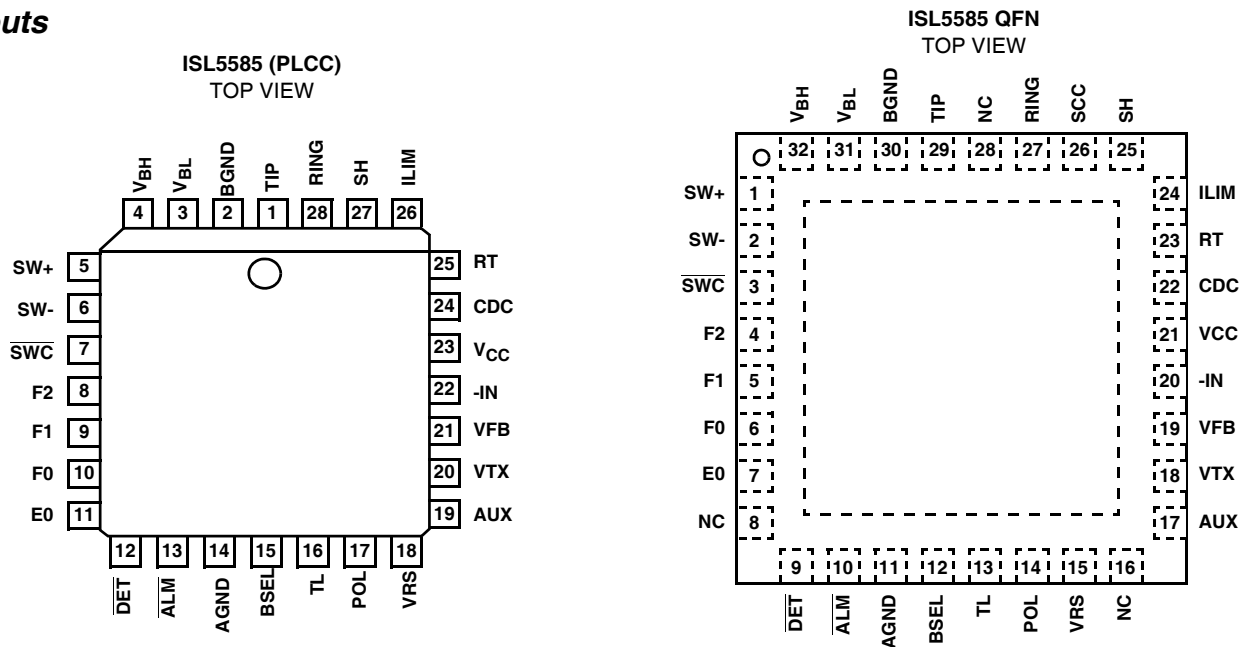 outs
ISL5585 (PLCC)
TOP VIEW
VBH
VBL
BGND
TIP
RING
SH
ILIM
4 3 2 1 28 27 26
SW+ 5
SW- 6
SWC 7
F2 8
F1 9
F0 10
E0 11
25 RT
24 CDC
23 VCC
22 -IN
21 VFB
20 VTX
19 AUX
12 13 14 15 16 17 18
DET
ALM
AGND
BSEL
TL
POL
VRS
ISL5585 QFN
TOP VIEW
VBH
VBL
BGND
TIP
NC
RING
SCC
SH
32 31 30 29 28 27 26 25
SW+ 1
SW- 2
SWC 3
F2 4
F1 5
F0 6
E0 7
NC 8
24 ILIM
23 RT
22 CDC
21 VCC
20 -IN
19 VFB
18 VTX
17 AUX
9 10 11 12 13 14 15 16
DET
ALM
AGND
BSEL
TL
POL
VRS
NC